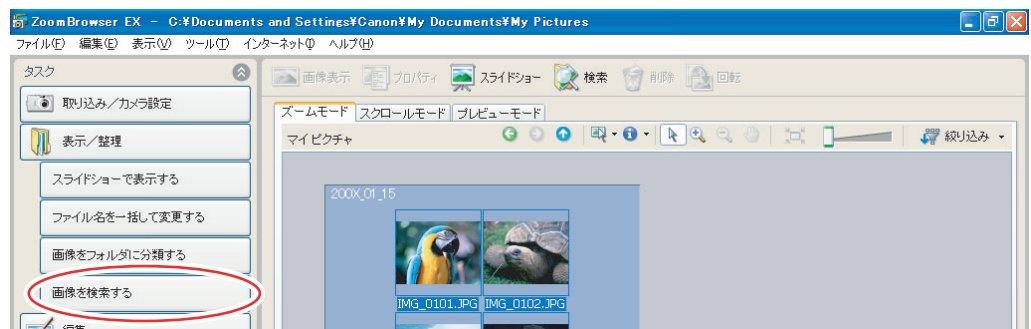 ZoomBrowser EX - C:¥Documents and Settings¥Canon¥My Documents¥My Pictures
ファイル(F) 編集(E) 表示(V) ツール(T) インターネット(I) ヘルプ(H)
タスク
取り込み／カメラ設定
表示／整理
スライドショーで表示する
ファイル名を一括して変更する
画像をフォルダに分類する
画像を検索する
編集
画像表示 プロパティ スライドショー 検索 削除 回転
ズームモード スクロールモード プレビューモード
マイ ピクチャ 絞り込み
200X_01_15
IMG_0101.JPG IMG_0102.JPG